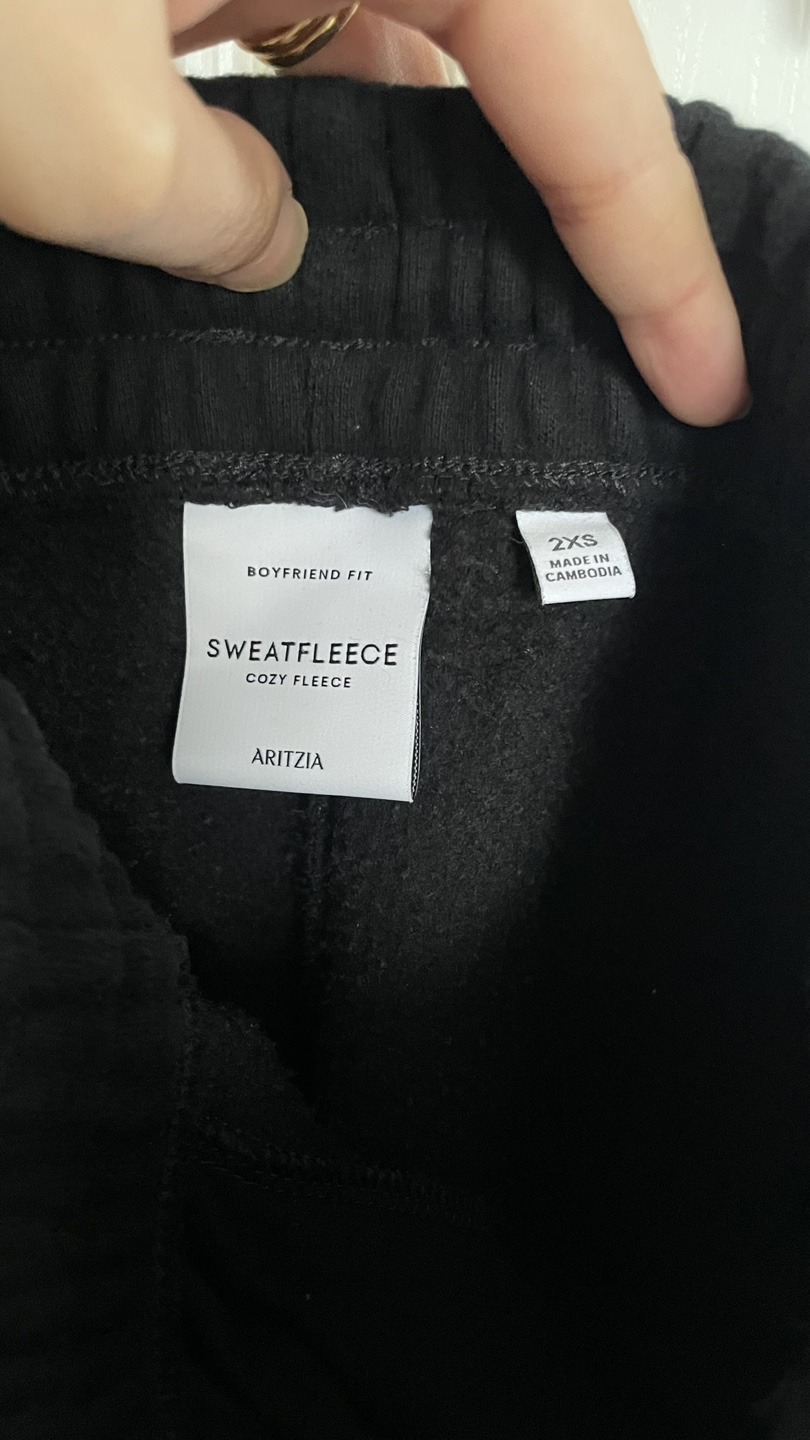 BOYFRIEND FIT
SWEATFLEECE
COZY FLEECE
ARITZIA
2XS
MADE IN
CAMBODIA